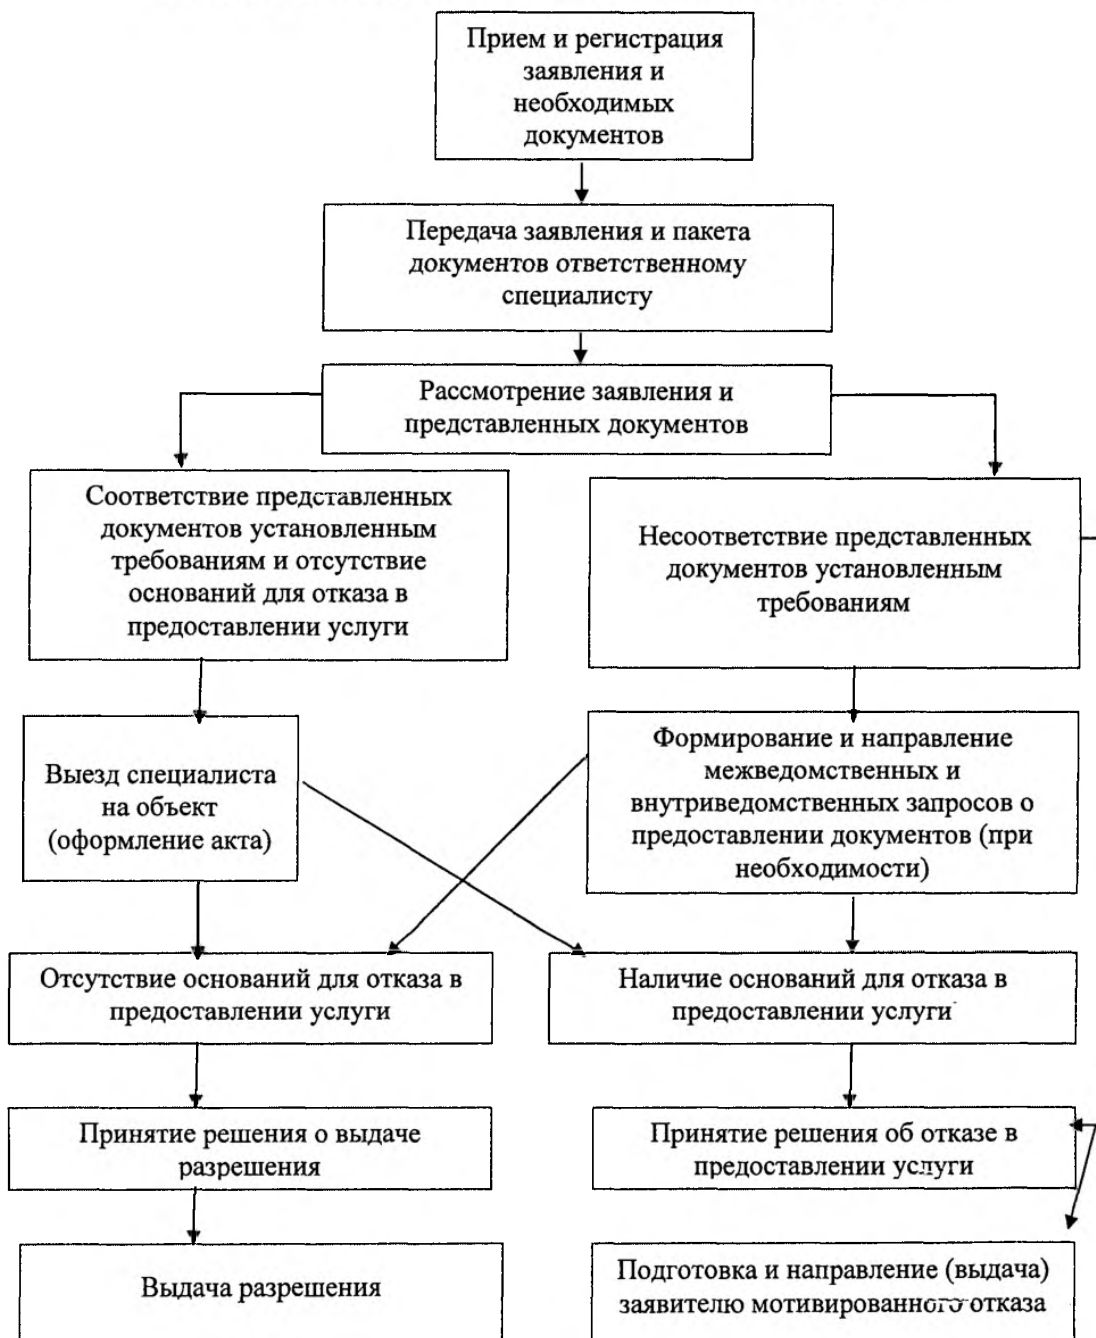 Прием и регистрация
заявления и
необходимых
документов
Передача заявления и пакета
документов ответственному
специалисту
Рассмотрение заявления и
представленных документов
Соответствие представленных
документов установленным
требованиям и отсутствие
оснований для отказа в
предоставлении услуги
Несоответствие представленных
документов установленным
требованиям
Выезд специалиста
на объект
(оформление акта)
Формирование и направление
межведомственных и
внутриведомственных запросов о
предоставлении документов (при
необходимости)
Отсутствие оснований для отказа в
предоставлении услуги
Наличие оснований для отказа в
предоставлении услуги
Принятие решения о выдаче
разрешения
Принятие решения об отказе в
предоставлении услуги
Выдача разрешения
Подготовка и направление (выдача)
заявителю мотивированного отказа